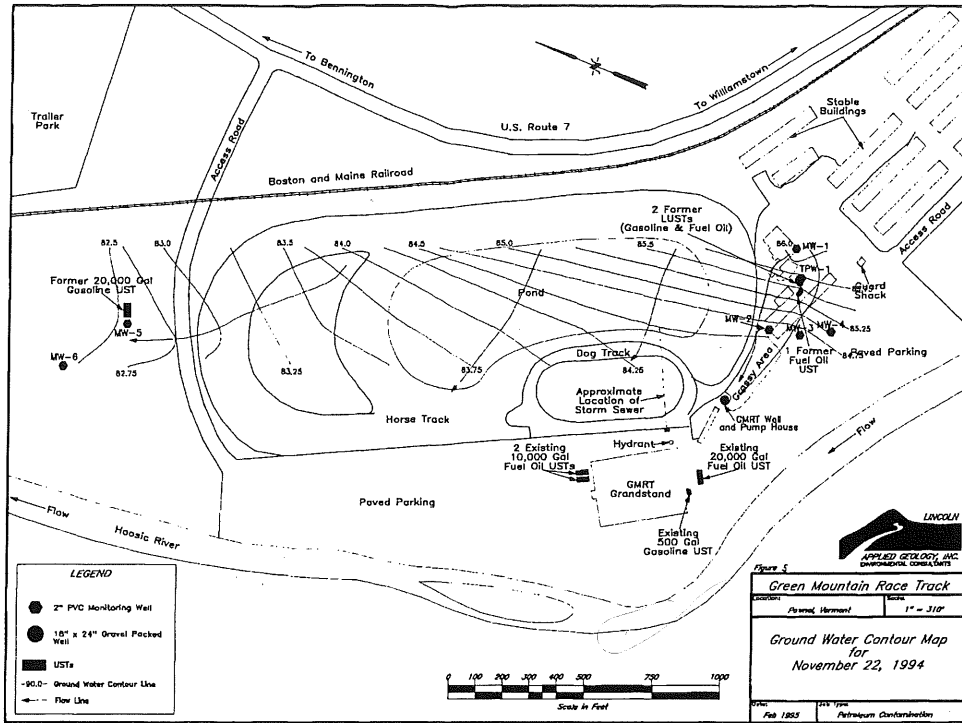 To Bennington
To Williamstown
U.S. Route 7
Trailer
Park
Access Road
Boston and Maine Railroad
Stable
Buildings
Access Road
2 Former
LUSTs
(Gasoline & Fuel Oil)
82.5
83.0
83.5
84.0
84.5
85.0
85.5
86.0
MW-1
TPW-1
Guard
Shack
Former 20,000 Gal
Gasoline UST
MW-5
MW-6
82.75
83.25
83.75
84.25
Pond
MW-2
MW-3
MW-4
85.25
84.75
Paved Parking
1 Former
Fuel Oil
UST
Grassy Area
Dog Track
Approximate
Location of
Storm Sewer
Horse Track
GMRT Well
and Pump House
Hydrant
Flow
2 Existing
10,000 Gal
Fuel Oil USTs
Existing
20,000 Gal
Fuel Oil UST
GMRT
Grandstand
Paved Parking
Existing
500 Gal
Gasoline UST
Flow
Hoosic River
LEGEND
2" PVC Monitoring Well
18" x 24" Gravel Packed
Well
USTs
-90.0- Ground Water Contour Line
Flow Line
0 100 200 300 400 500 750 1000
Scale in Feet
LINCOLN
APPLIED GEOLOGY, INC.
ENVIRONMENTAL CONSULTANTS
Figure 5
Green Mountain Race Track
Location:
Pownal, Vermont
Scale:
1" = 310'
Ground Water Contour Map
for
November 22, 1994
Date:
Feb 1995
Job Type:
Petroleum Contamination